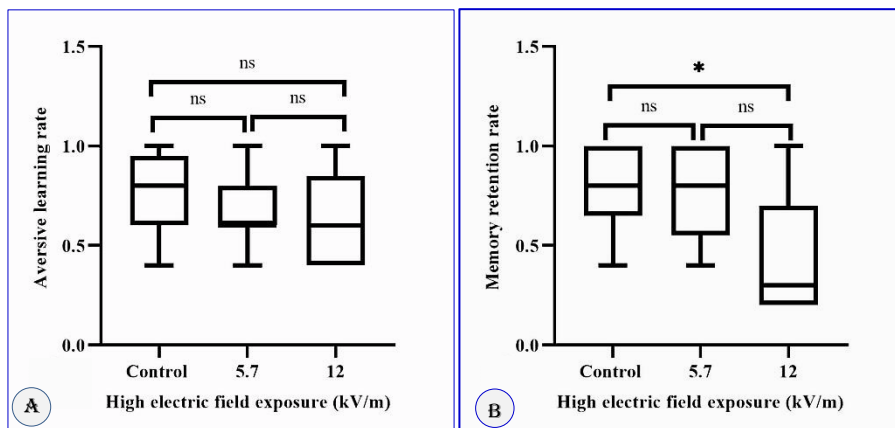 1.5
ns
ns
ns
1.0
0.5
0.0
Aversive learning rate
Control 5.7 12
High electric field exposure (kV/m)
A
1.5
*
ns
ns
1.0
0.5
0.0
Memory retention rate
Control 5.7 12
High electric field exposure (kV/m)
B